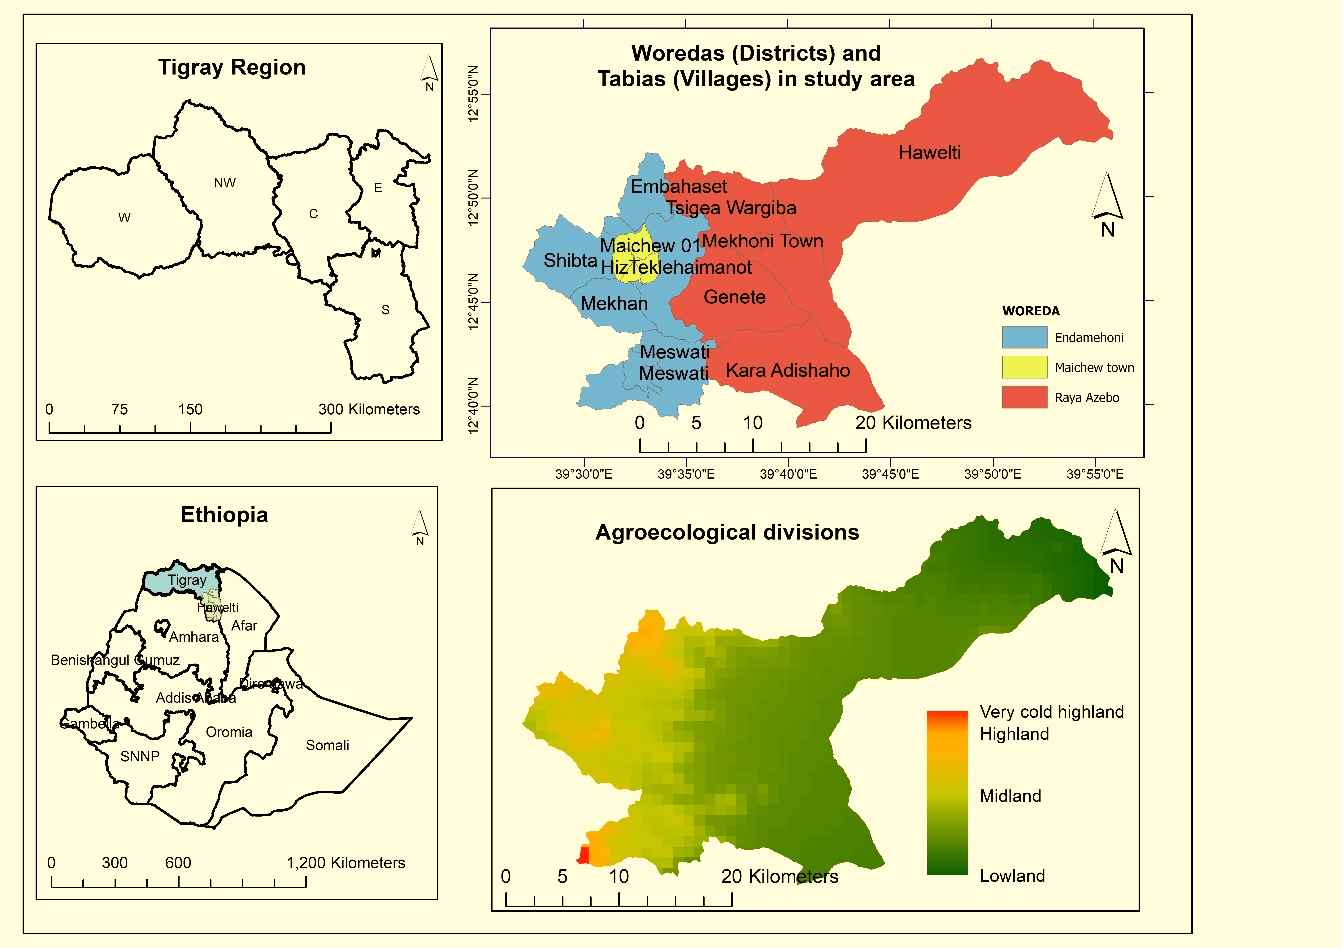 Tigray Region
N
W
NW
C
E
M
S
0 75 150 300 Kilometers
Woredas (Districts) and
Tabias (Villages) in study area
12°55'0"N
12°50'0"N
12°45'0"N
12°40'0"N
Hawelti
Embahaset
Tsigea Wargiba
Maichew 01
Mekhoni Town
Shibta
HizTeklehaimanot
Mekhan
Genete
Meswati
Meswati
Kara Adishaho
N
WOREDA
Endamehoni
Maichew town
Raya Azebo
0 5 10 20 Kilometers
39°30'0"E 39°35'0"E 39°40'0"E 39°45'0"E 39°50'0"E 39°55'0"E
Ethiopia
N
Tigray
Hawelti
Afar
Amhara
Benishangul Gumuz
Dire Dawa
Addis Ababa
Gambella
Oromia
Somali
SNNP
0 300 600 1,200 Kilometers
Agroecological divisions
N
Very cold highland
Highland
Midland
Lowland
0 5 10 20 Kilometers